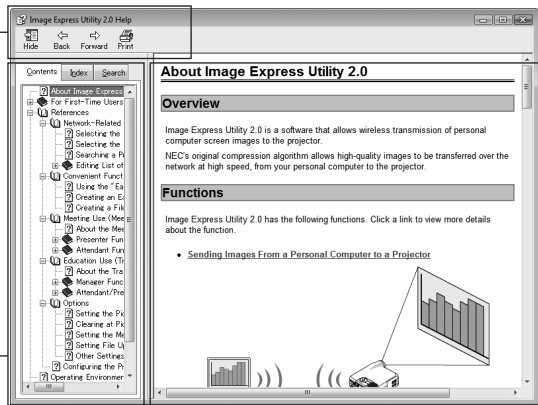 Image Express Utility 2.0 Help
Hide Back Forward Print
Contents Index Search
About Image Express
For First-Time Users
References
Network-Related
Selecting the
Selecting the
Searching a Pr
Editing List of
Convenient Funct
Using the "Ea
Creating an Ea
Creating a File
Meeting Use (Mee
About the Mee
Presenter Fun
Attendant Fun
Education Use (Tr
About the Tra
Manager Func
Attendant/Pre
Options
Setting the Pic
Clearing at Pic
Setting the Me
Setting File Up
Other Settings
Configuring the Pr
Operating Environmer
About Image Express Utility 2.0
Overview
Image Express Utility 2.0 is a software that allows wireless transmission of personal
computer screen images to the projector.
NEC's original compression algorithm allows high-quality images to be transferred over the
network at high speed, from your personal computer to the projector.
Functions
Image Express Utility 2.0 has the following functions. Click a link to view more details
about the function.
• Sending Images From a Personal Computer to a Projector